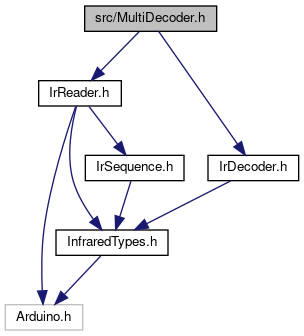 src/MultiDecoder.h
IrReader.h
IrSequence.h
IrDecoder.h
InfraredTypes.h
Arduino.h